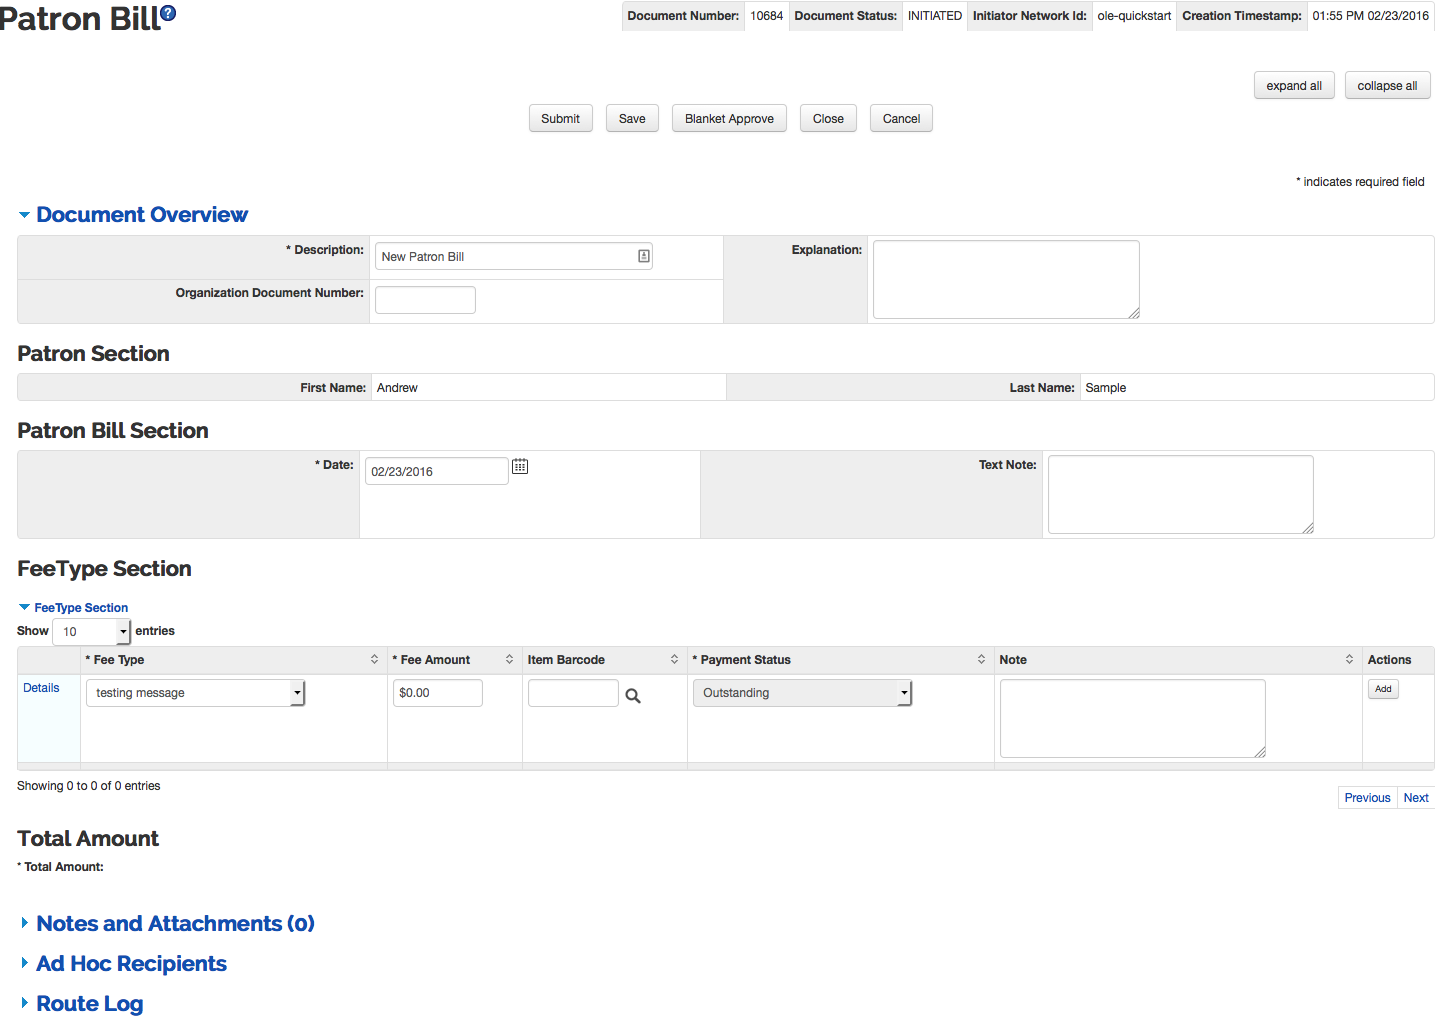 Patron Bill?
Document Number: 10684 Document Status: INITIATED Initiator Network Id: ole-quickstart Creation Timestamp: 01:55 PM 02/23/2016
expand all collapse all
Submit Save Blanket Approve Close Cancel
* indicates required field
Document Overview
* Description: New Patron Bill Explanation:
Organization Document Number:
Patron Section
First Name: Andrew Last Name: Sample
Patron Bill Section
* Date: 02/23/2016 Text Note:
FeeType Section
FeeType Section
Show 10 entries
* Fee Type * Fee Amount Item Barcode * Payment Status Note Actions
Details testing message $0.00 Outstanding Add
Showing 0 to 0 of 0 entries
Previous Next
Total Amount
* Total Amount:
Notes and Attachments (0)
Ad Hoc Recipients
Route Log